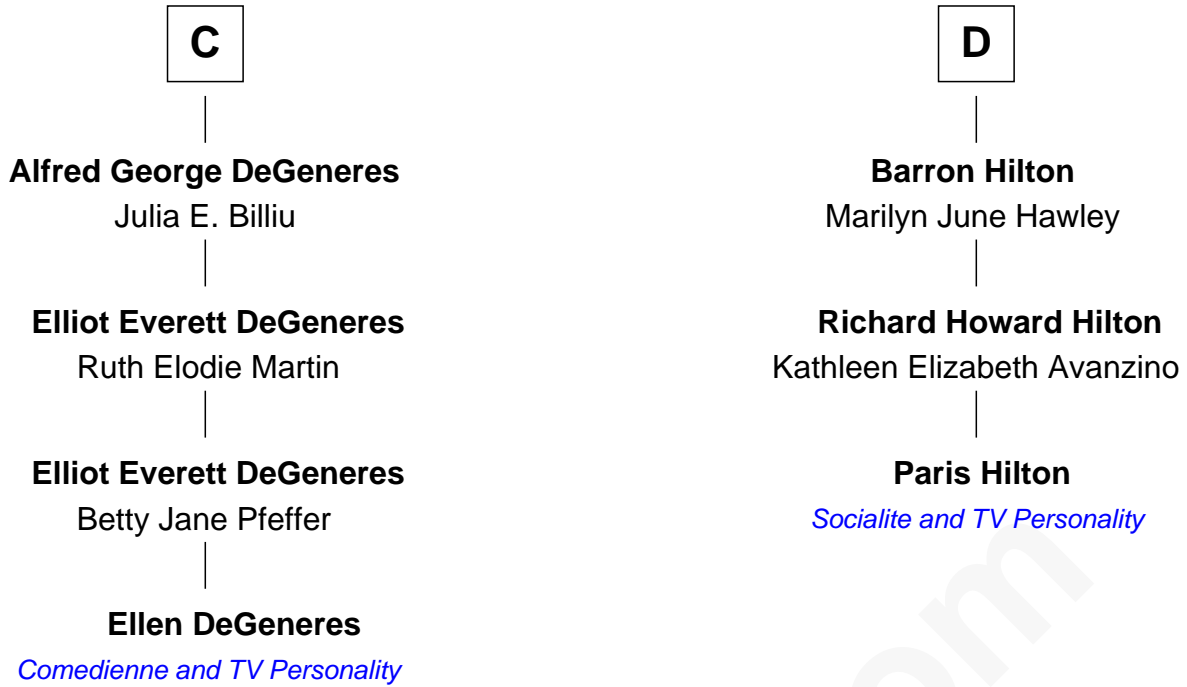 C
Alfred George DeGeneres
Julia E. Billiu
Elliot Everett DeGeneres
Ruth Elodie Martin
Elliot Everett DeGeneres
Betty Jane Pfeffer
Ellen DeGeneres
Comedienne and TV Personality
D
Barron Hilton
Marilyn June Hawley
Richard Howard Hilton
Kathleen Elizabeth Avanzino
Paris Hilton
Socialite and TV Personality
om